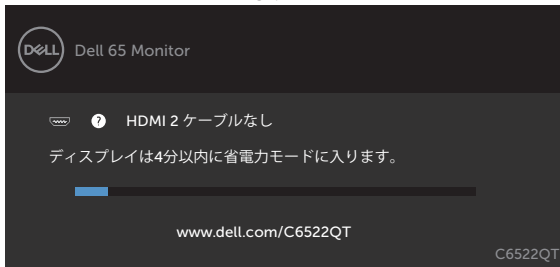 DELL Dell 65 Monitor
? HDMI 2 ケーブルなし
ディスプレイは4分以内に省電力モードに入ります。
www.dell.com/C6522QT
C6522QT